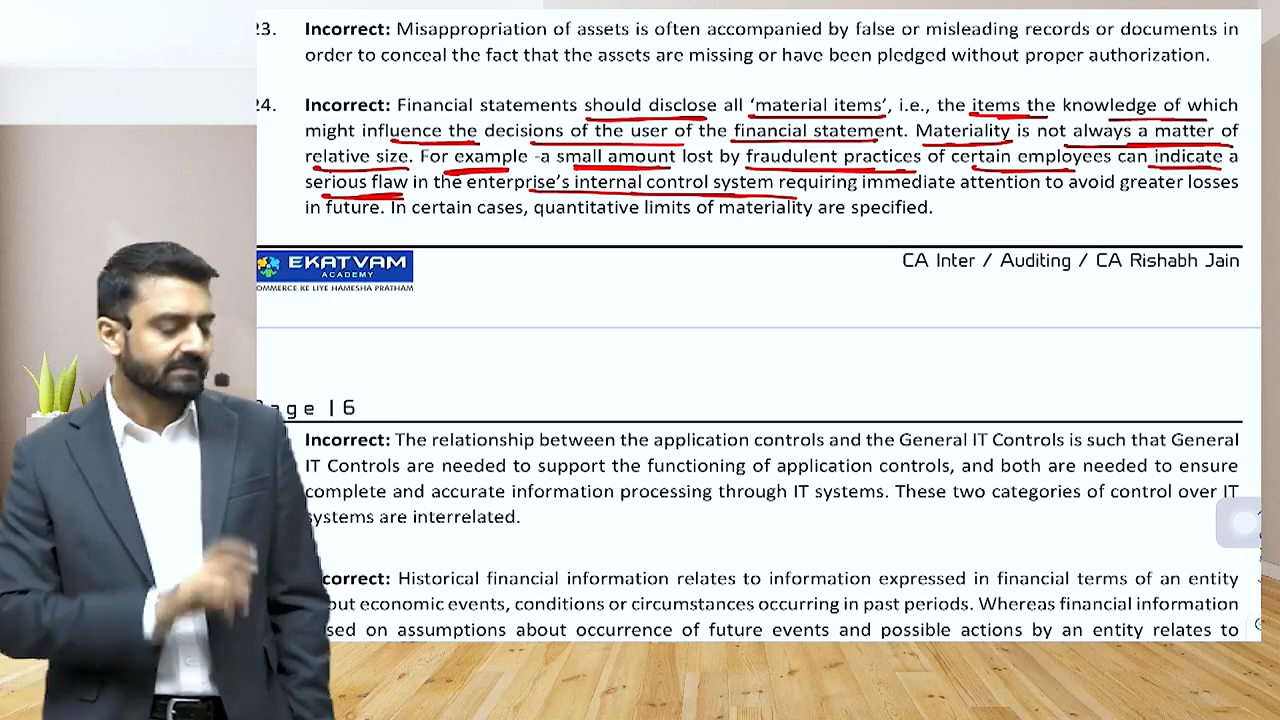 23. Incorrect: Misappropriation of assets is often accompanied by false or misleading records or documents in
order to conceal the fact that the assets are missing or have been pledged without proper authorization.
24. Incorrect: Financial statements should disclose all ‘material items’, i.e., the items the knowledge of which
might influence the decisions of the user of the financial statement. Materiality is not always a matter of
relative size. For example -a small amount lost by fraudulent practices of certain employees can indicate a
serious flaw in the enterprise’s internal control system requiring immediate attention to avoid greater losses
in future. In certain cases, quantitative limits of materiality are specified.
EKATVAM
ACADEMY
OMMERCE KE LIYE HAMESHA PRATHAM
CA Inter / Auditing / CA Rishabh Jain
age | 6
Incorrect: The relationship between the application controls and the General IT Controls is such that General
IT Controls are needed to support the functioning of application controls, and both are needed to ensure
complete and accurate information processing through IT systems. These two categories of control over IT
systems are interrelated.
correct: Historical financial information relates to information expressed in financial terms of an entity
out economic events, conditions or circumstances occurring in past periods. Whereas financial information
sed on assumptions about occurrence of future events and possible actions by an entity relates to